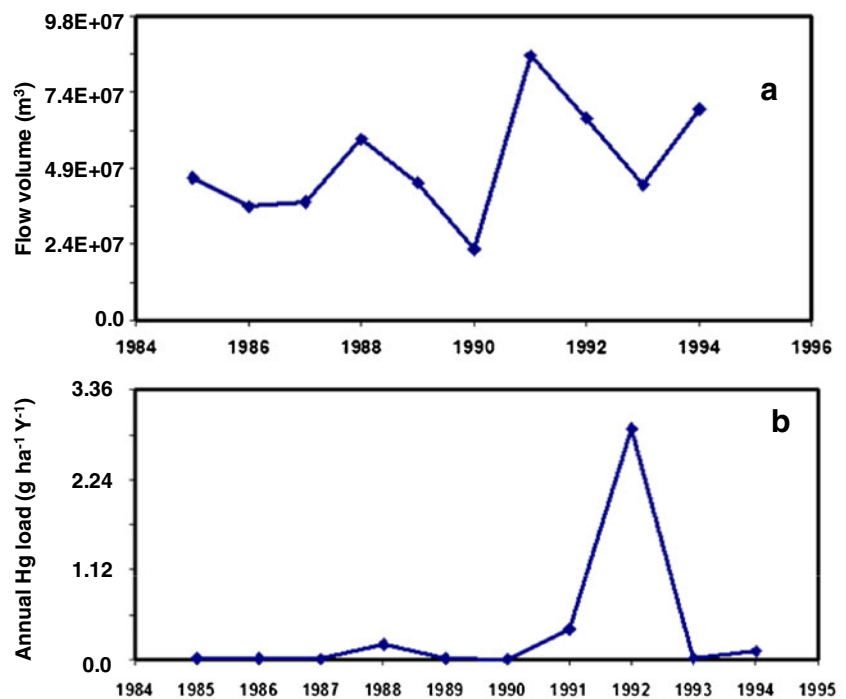 9.8E+07
7.4E+07
4.9E+07
2.4E+07
0.0
Flow volume (m³)
a
1984 1986 1988 1990 1992 1994 1996
3.36
2.24
1.12
0.0
Annual Hg load (g ha⁻¹ Y⁻¹)
b
1984 1985 1986 1987 1988 1989 1990 1991 1992 1993 1994 1995